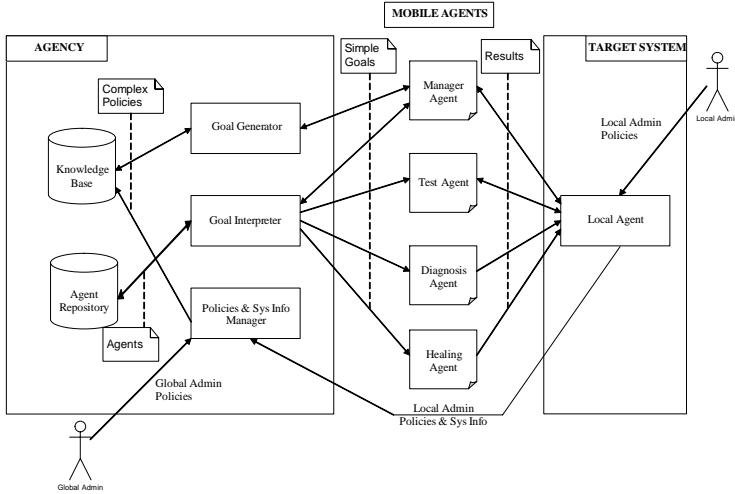 MOBILE AGENTS
AGENCY
Simple
Goals
Results
TARGET SYSTEM
Complex
Policies
Manager
Agent
Local Admi
Goal Generator
Local Admin
Policies
Knowledge
Base
Test Agent
Goal Interpreter
Local Agent
Diagnosis
Agent
Agent
Repository
Policies & Sys Info
Manager
Agents
Healing
Agent
Global Admin
Policies
Local Admin
Policies & Sys Info
Global Admin